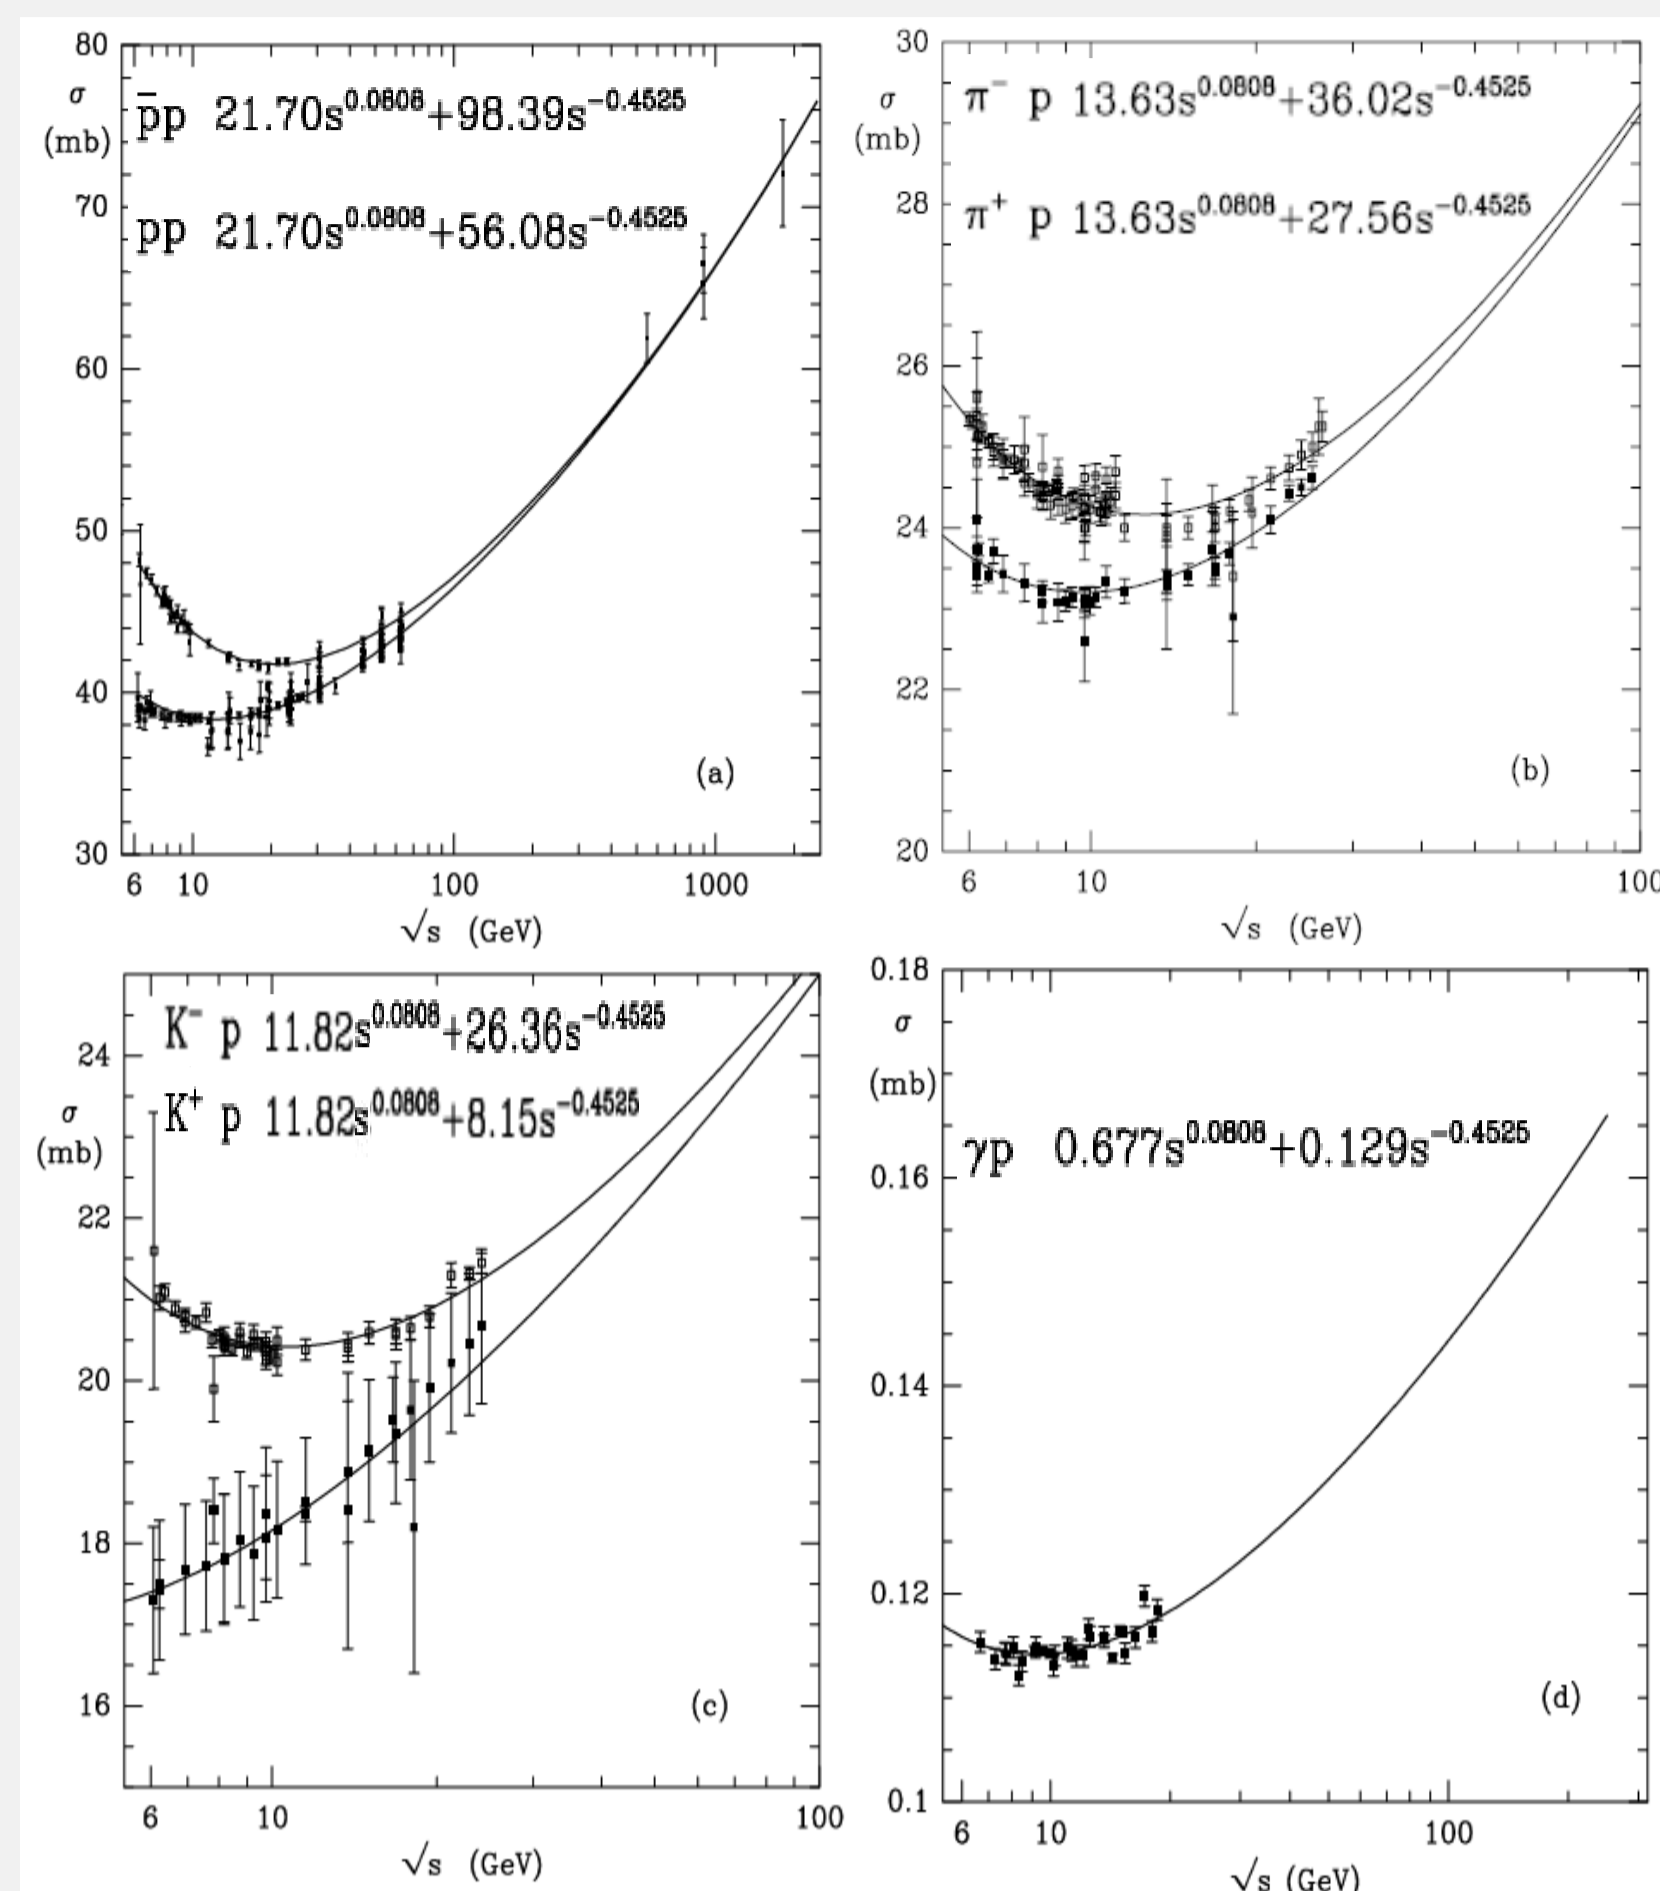 80
σ
(mb)
p̄p 21.70s^0.0808+98.39s^-0.4525
70
pp 21.70s^0.0808+56.08s^-0.4525
60
50
40
(a)
30
6 10 100 1000
√s (GeV)
30
σ
(mb)
π⁻ p 13.63s^0.0808+36.02s^-0.4525
28
π⁺ p 13.63s^0.0808+27.56s^-0.4525
26
24
22
(b)
20
6 10 100
√s (GeV)
K⁻ p 11.82s^0.0808+26.36s^-0.4525
24
K⁺ p 11.82s^0.0808+8.15s^-0.4525
σ
(mb)
22
20
18
16
(c)
6 10 100
√s (GeV)
0.18
σ
(mb)
γp 0.677s^0.0808+0.129s^-0.4525
0.16
0.14
0.12
(d)
0.1
6 10 100
√s (GeV)